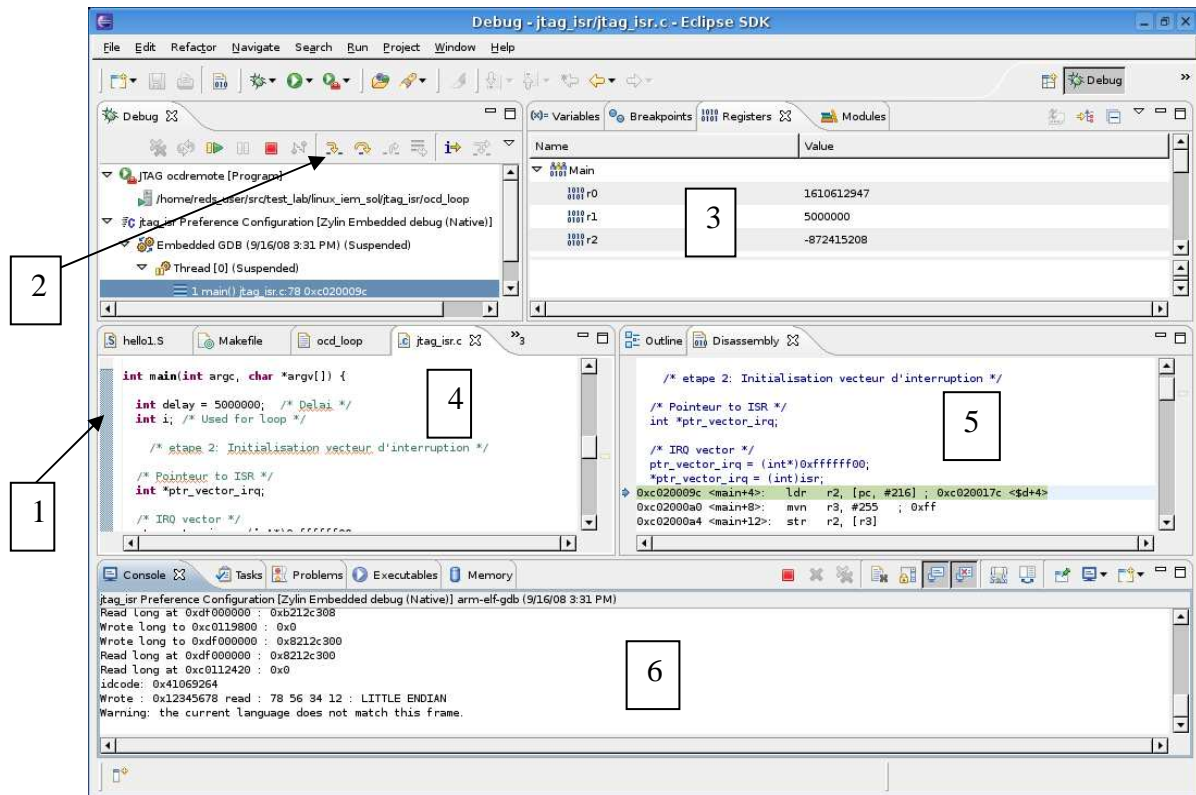 Debug - jtag_isr/jtag_isr.c - Eclipse SDK
File Edit Refactor Navigate Search Run Project Window Help
Debug
Debug
(x)= Variables Breakpoints Registers Modules
Name Value
JTAG ocdremote [Program]
/home/reds_user/src/test_lab/linux_iem_sol/jtag_isr/ocd_loop
jtag_isr Preference Configuration [Zylin Embedded debug (Native)]
Embedded GDB (9/16/08 3:31 PM) (Suspended)
Thread [0] (Suspended)
1 main() jtag_isr.c:78 0xc020009c
Main
r0 1610612947
r1 5000000
r2 -872415208
3
2
hello1.S Makefile ocd_loop jtag_isr.c »3
int main(int argc, char *argv[]) {
int delay = 5000000; /* Delai */
int i; /* Used for loop */
/* etape 2: Initialisation vecteur d'interruption */
/* Pointeur to ISR */
int *ptr_vector_irq;
/* IRQ vector */
4
1
Outline Disassembly
/* etape 2: Initialisation vecteur d'interruption */
/* Pointeur to ISR */
int *ptr_vector_irq;
/* IRQ vector */
ptr_vector_irq = (int*)0xffffff00;
*ptr_vector_irq = (int)isr;
0xc020009c <main+4>: ldr r2, [pc, #216] ; 0xc020017c <$d+4>
0xc02000a0 <main+8>: mvn r3, #255 ; 0xff
0xc02000a4 <main+12>: str r2, [r3]
5
Console Tasks Problems Executables Memory
jtag_isr Preference Configuration [Zylin Embedded debug (Native)] arm-elf-gdb (9/16/08 3:31 PM)
Read long at 0xdf000000 : 0xb212c308
Wrote long to 0xc0119800 : 0x0
Wrote long to 0xdf000000 : 0x8212c300
Read long at 0xdf000000 : 0x8212c300
Read long at 0xc0112420 : 0x0
idcode: 0x41069264
Wrote : 0x12345678 read : 78 56 34 12 : LITTLE ENDIAN
Warning: the current language does not match this frame.
6